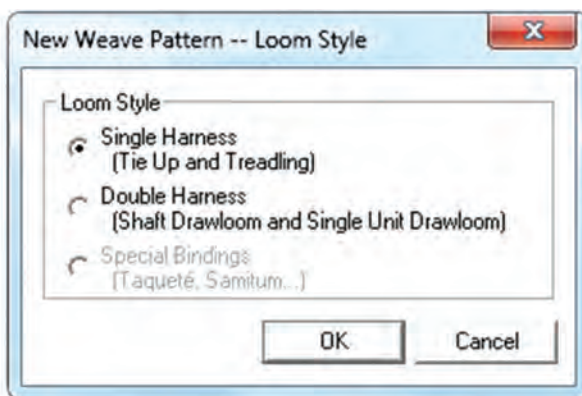 New Weave Pattern -- Loom Style
Loom Style
Single Harness
(Tie Up and Treadling)
Double Harness
(Shaft Drawloom and Single Unit Drawloom)
Special Bindings
(Taqueté, Samitum...)
OK
Cancel